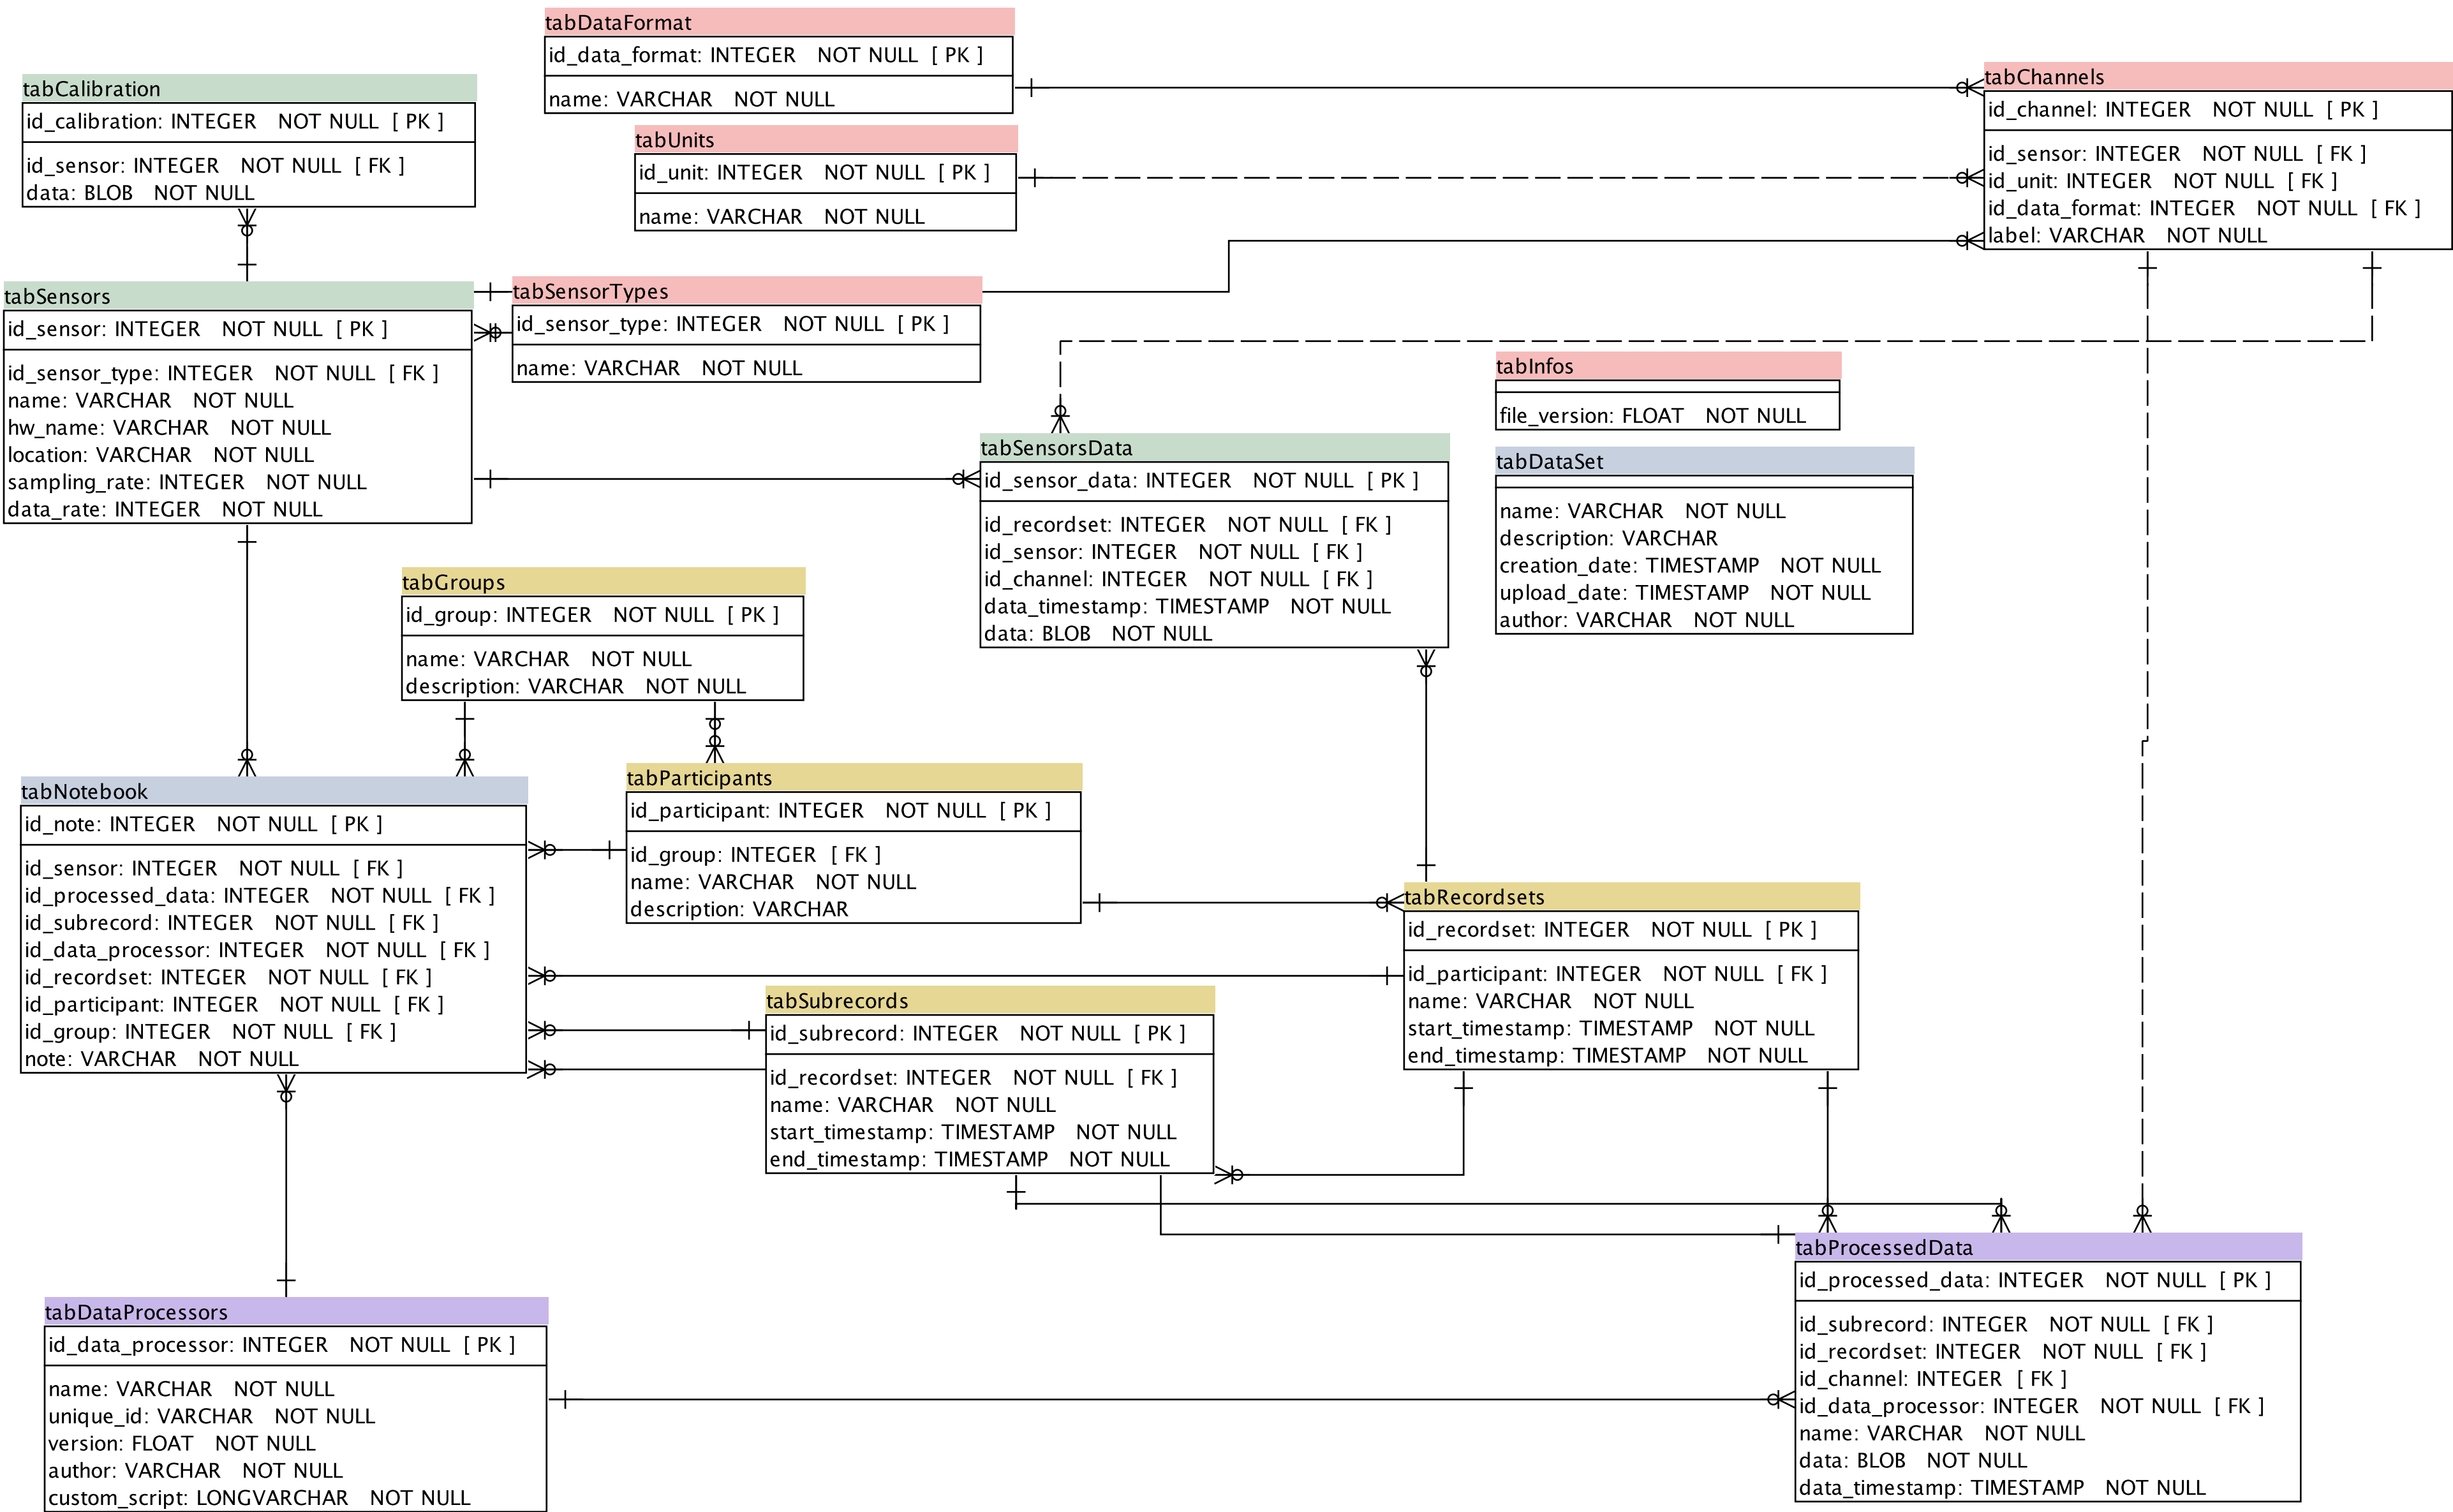 tabDataFormat
id_data_format: INTEGER NOT NULL [ PK ]
name: VARCHAR NOT NULL
tabChannels
id_channel: INTEGER NOT NULL [ PK ]
id_sensor: INTEGER NOT NULL [ FK ]
id_unit: INTEGER NOT NULL [ FK ]
id_data_format: INTEGER NOT NULL [ FK ]
label: VARCHAR NOT NULL
tabCalibration
id_calibration: INTEGER NOT NULL [ PK ]
id_sensor: INTEGER NOT NULL [ FK ]
data: BLOB NOT NULL
tabUnits
id_unit: INTEGER NOT NULL [ PK ]
name: VARCHAR NOT NULL
tabSensors
id_sensor: INTEGER NOT NULL [ PK ]
id_sensor_type: INTEGER NOT NULL [ FK ]
name: VARCHAR NOT NULL
hw_name: VARCHAR NOT NULL
location: VARCHAR NOT NULL
sampling_rate: INTEGER NOT NULL
data_rate: INTEGER NOT NULL
tabSensorTypes
id_sensor_type: INTEGER NOT NULL [ PK ]
name: VARCHAR NOT NULL
tabInfos
file_version: FLOAT NOT NULL
tabSensorsData
id_sensor_data: INTEGER NOT NULL [ PK ]
id_recordset: INTEGER NOT NULL [ FK ]
id_sensor: INTEGER NOT NULL [ FK ]
id_channel: INTEGER NOT NULL [ FK ]
data_timestamp: TIMESTAMP NOT NULL
data: BLOB NOT NULL
tabDataSet
name: VARCHAR NOT NULL
description: VARCHAR
creation_date: TIMESTAMP NOT NULL
upload_date: TIMESTAMP NOT NULL
author: VARCHAR NOT NULL
tabGroups
id_group: INTEGER NOT NULL [ PK ]
name: VARCHAR NOT NULL
description: VARCHAR NOT NULL
tabNotebook
id_note: INTEGER NOT NULL [ PK ]
id_sensor: INTEGER NOT NULL [ FK ]
id_processed_data: INTEGER NOT NULL [ FK ]
id_subrecord: INTEGER NOT NULL [ FK ]
id_data_processor: INTEGER NOT NULL [ FK ]
id_recordset: INTEGER NOT NULL [ FK ]
id_participant: INTEGER NOT NULL [ FK ]
id_group: INTEGER NOT NULL [ FK ]
note: VARCHAR NOT NULL
tabParticipants
id_participant: INTEGER NOT NULL [ PK ]
id_group: INTEGER [ FK ]
name: VARCHAR NOT NULL
description: VARCHAR
tabRecordsets
id_recordset: INTEGER NOT NULL [ PK ]
id_participant: INTEGER NOT NULL [ FK ]
name: VARCHAR NOT NULL
start_timestamp: TIMESTAMP NOT NULL
end_timestamp: TIMESTAMP NOT NULL
tabSubrecords
id_subrecord: INTEGER NOT NULL [ PK ]
id_recordset: INTEGER NOT NULL [ FK ]
name: VARCHAR NOT NULL
start_timestamp: TIMESTAMP NOT NULL
end_timestamp: TIMESTAMP NOT NULL
tabDataProcessors
id_data_processor: INTEGER NOT NULL [ PK ]
name: VARCHAR NOT NULL
unique_id: VARCHAR NOT NULL
version: FLOAT NOT NULL
author: VARCHAR NOT NULL
custom_script: LONGVARCHAR NOT NULL
tabProcessedData
id_processed_data: INTEGER NOT NULL [ PK ]
id_subrecord: INTEGER NOT NULL [ FK ]
id_recordset: INTEGER NOT NULL [ FK ]
id_channel: INTEGER [ FK ]
id_data_processor: INTEGER NOT NULL [ FK ]
name: VARCHAR NOT NULL
data: BLOB NOT NULL
data_timestamp: TIMESTAMP NOT NULL